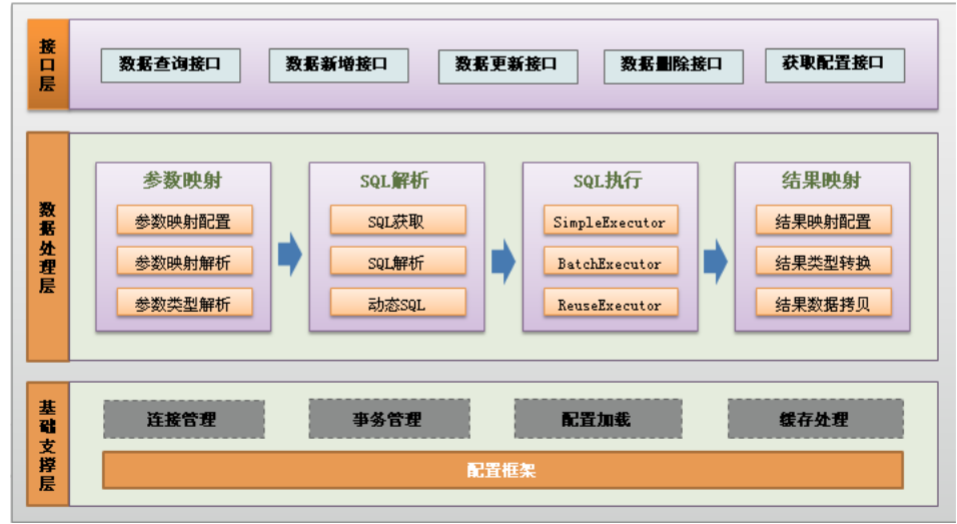 接口层
数据查询接口
数据新增接口
数据更新接口
数据删除接口
获取配置接口
数据处理层
参数映射
参数映射配置
参数映射解析
参数类型解析
SQL解析
SQL获取
SQL解析
动态SQL
SQL执行
SimpleExecutor
BatchExecutor
ReuseExecutor
结果映射
结果映射配置
结果类型转换
结果数据拷贝
基础支撑层
连接管理
事务管理
配置加载
缓存处理
配置框架